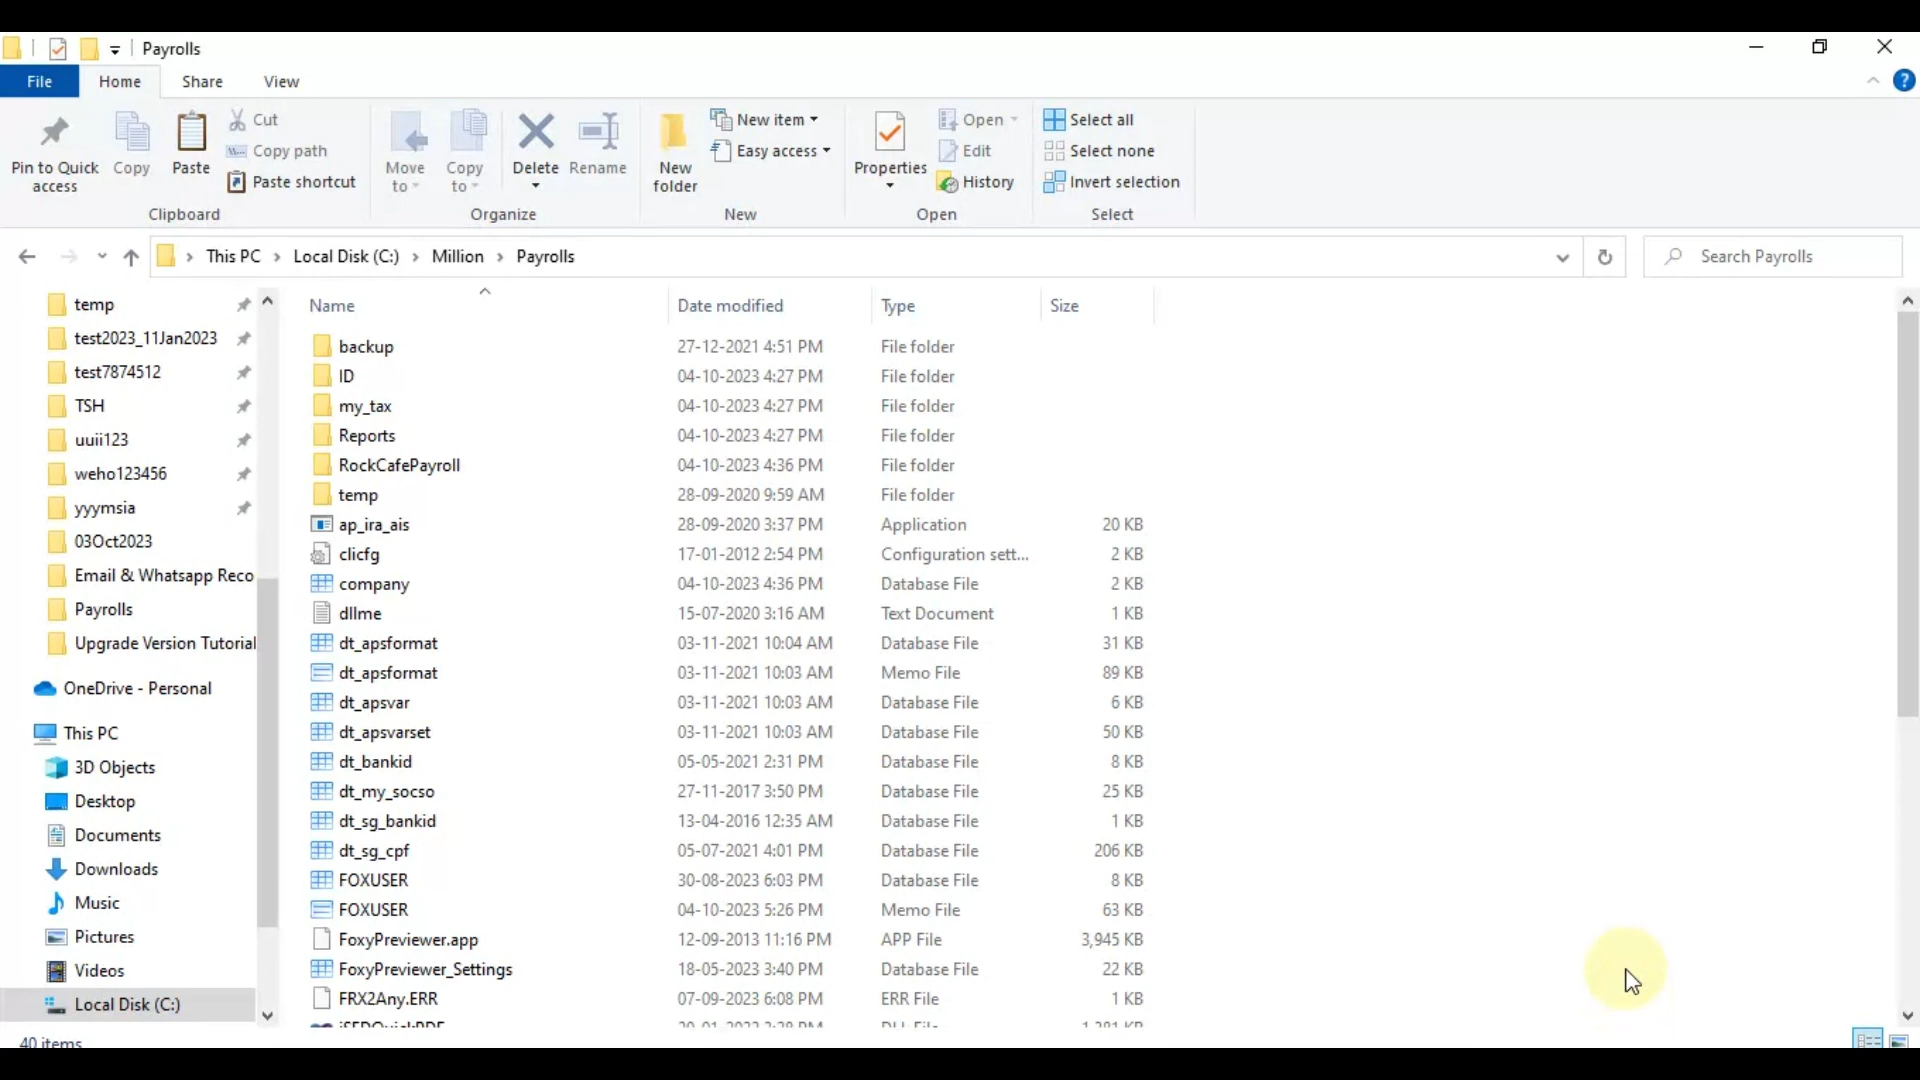 Payrolls
File Home Share View
Pin to Quick access
Copy
Paste
Cut
Copy path
Paste shortcut
Clipboard
Move to
Copy to
Delete
Rename
Organize
New folder
New item
Easy access
New
Properties
Open
Edit
History
Open
Select all
Select none
Invert selection
Select
This PC > Local Disk (C:) > Million > Payrolls
Search Payrolls
temp
test2023_11Jan2023
test7874512
TSH
uuii123
weho123456
yyymsia
03Oct2023
Email & Whatsapp Reco
Payrolls
Upgrade Version Tutorial
OneDrive - Personal
This PC
3D Objects
Desktop
Documents
Downloads
Music
Pictures
Videos
Local Disk (C:)
Name Date modified Type Size
backup 27-12-2021 4:51 PM File folder
ID 04-10-2023 4:27 PM File folder
my_tax 04-10-2023 4:27 PM File folder
Reports 04-10-2023 4:27 PM File folder
RockCafePayroll 04-10-2023 4:36 PM File folder
temp 28-09-2020 9:59 AM File folder
ap_ira_ais 28-09-2020 3:37 PM Application 20 KB
clicfg 17-01-2012 2:54 PM Configuration sett... 2 KB
company 04-10-2023 4:36 PM Database File 2 KB
dllme 15-07-2020 3:16 AM Text Document 1 KB
dt_apsformat 03-11-2021 10:04 AM Database File 31 KB
dt_apsformat 03-11-2021 10:03 AM Memo File 89 KB
dt_apsvar 03-11-2021 10:03 AM Database File 6 KB
dt_apsvarset 03-11-2021 10:03 AM Database File 50 KB
dt_bankid 05-05-2021 2:31 PM Database File 8 KB
dt_my_socso 27-11-2017 3:50 PM Database File 25 KB
dt_sg_bankid 13-04-2016 12:35 AM Database File 1 KB
dt_sg_cpf 05-07-2021 4:01 PM Database File 206 KB
FOXUSER 30-08-2023 6:03 PM Database File 8 KB
FOXUSER 04-10-2023 5:26 PM Memo File 63 KB
FoxyPreviewer.app 12-09-2013 11:16 PM APP File 3,945 KB
FoxyPreviewer_Settings 18-05-2023 3:40 PM Database File 22 KB
FRX2Any.ERR 07-09-2023 6:08 PM ERR File 1 KB
40 items